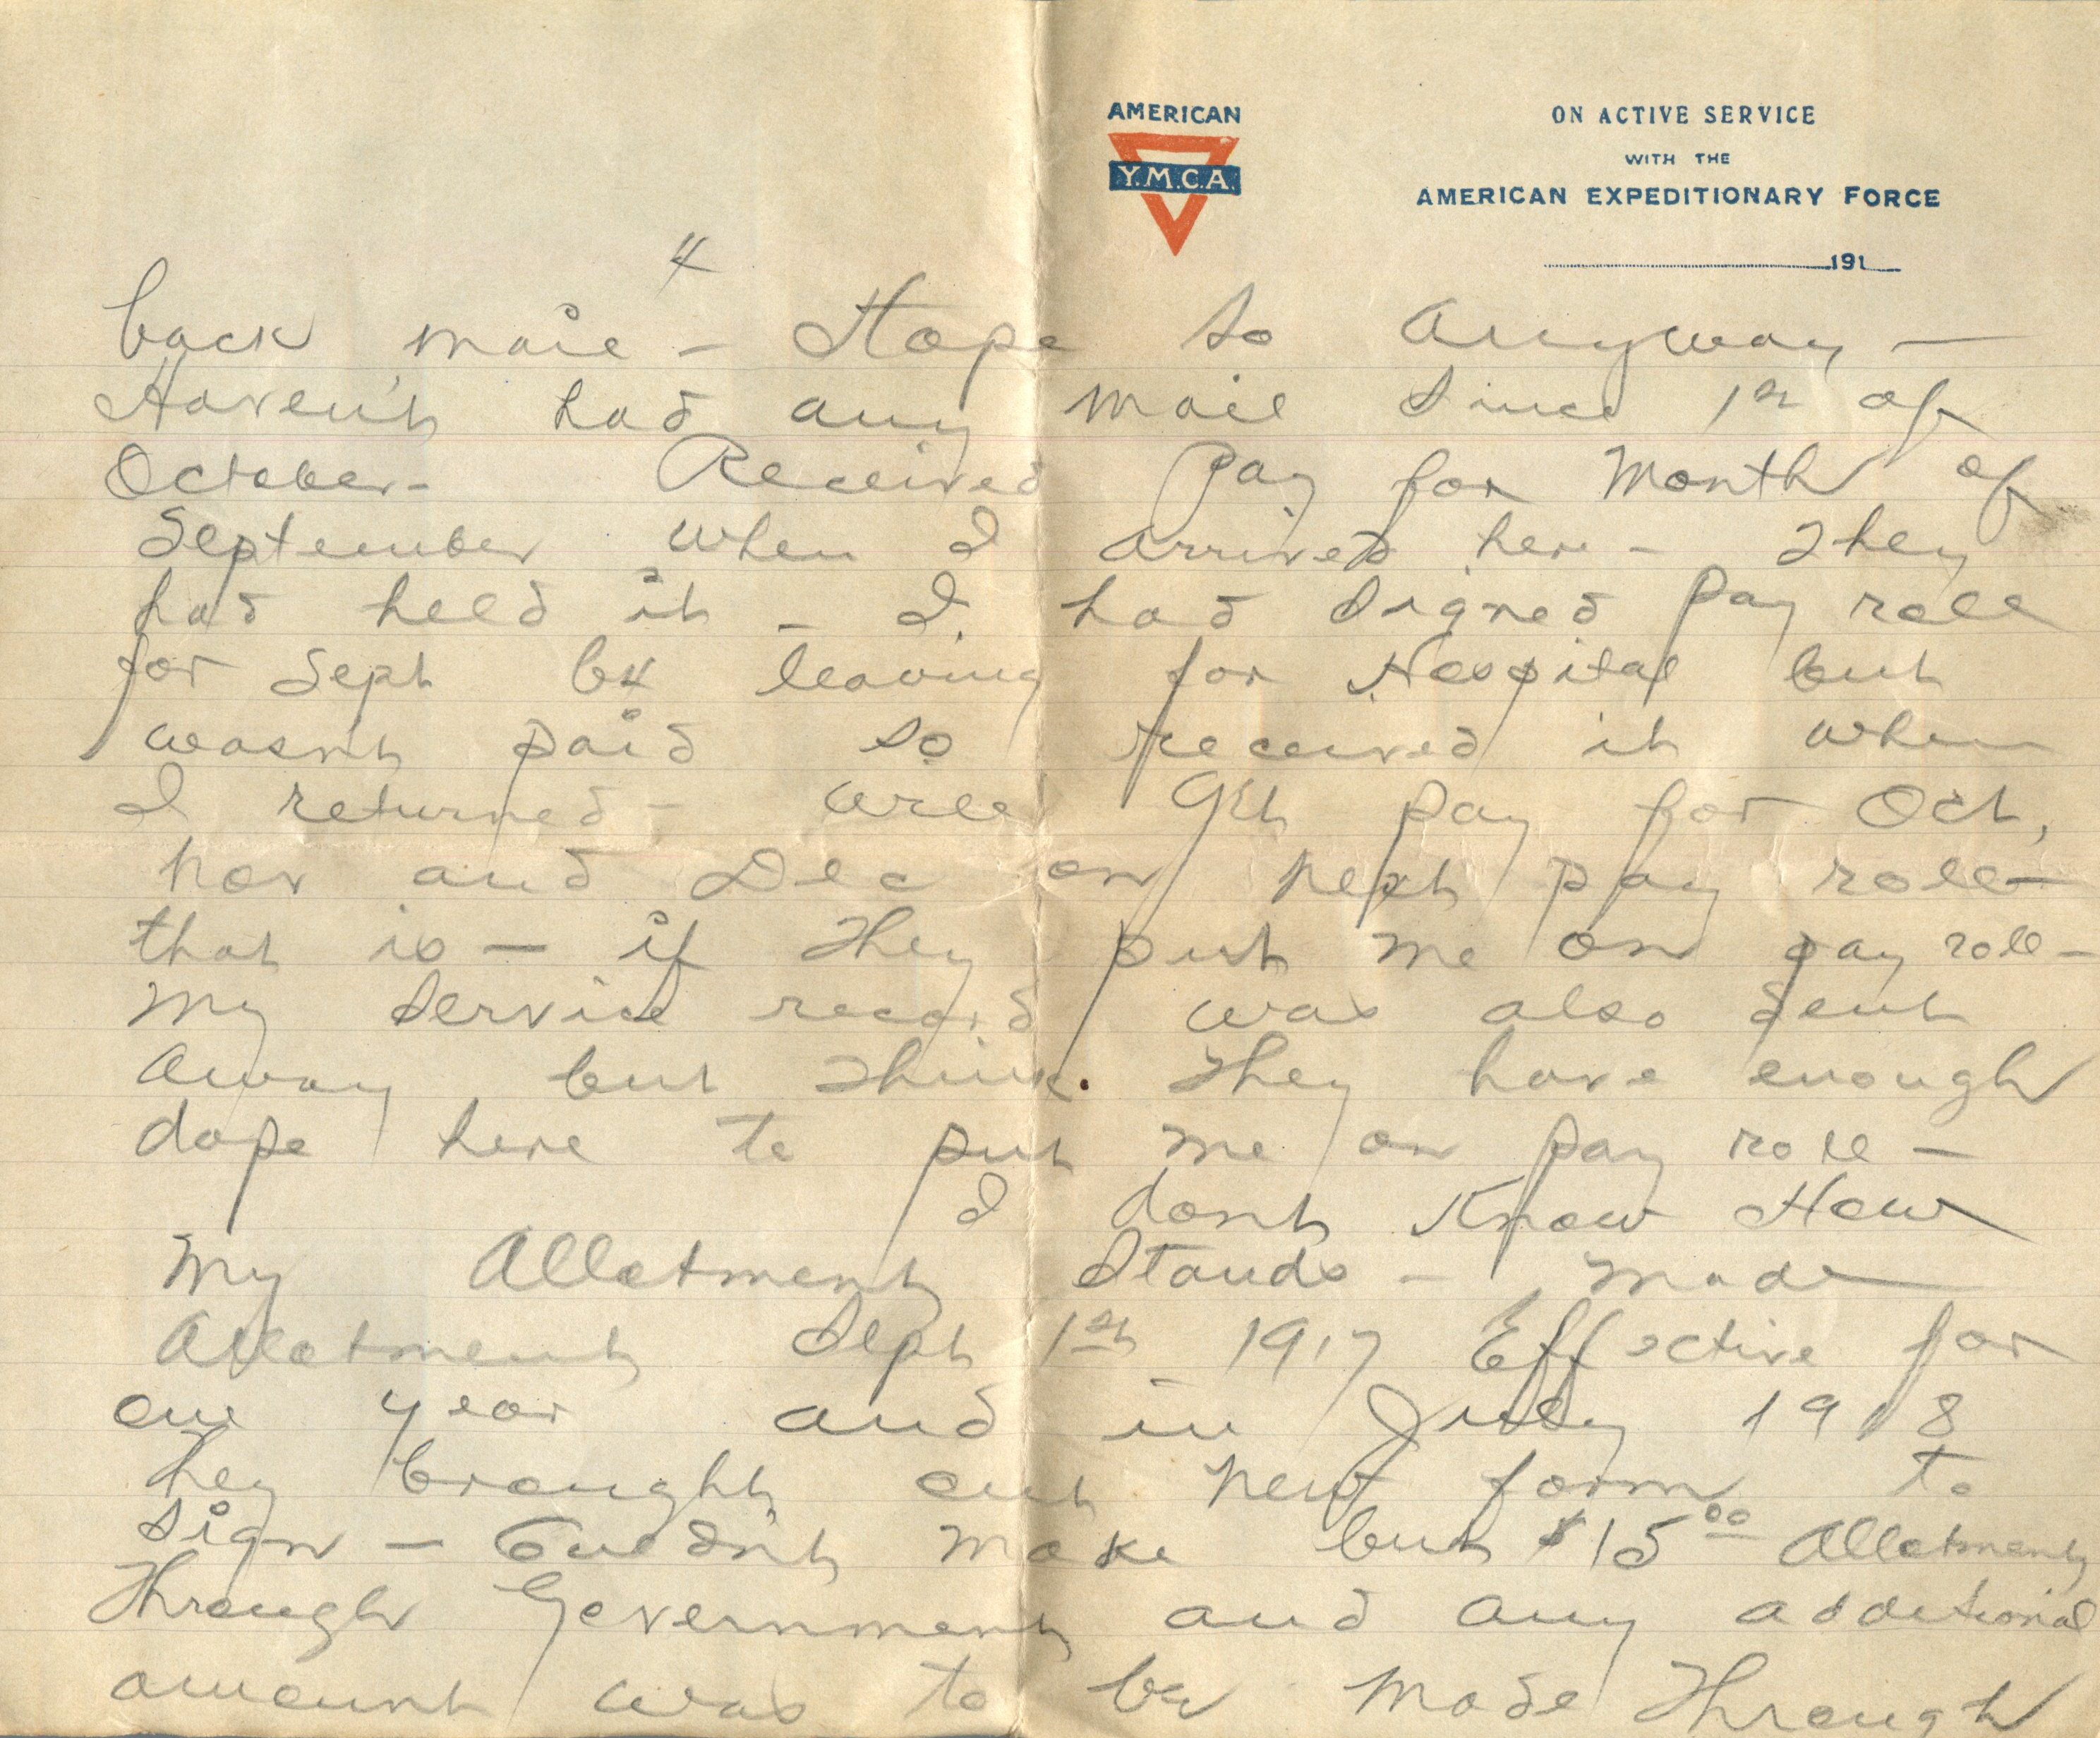 AMERICAN
Y.M.C.A.
ON ACTIVE SERVICE
WITH THE
AMERICAN EXPEDITIONARY FORCE
191
4
back mail - Hope so anyway -
Haven't had any mail since 1st of
October - Received Pay for Month of
September when I arrived here - They
had held it - I had signed pay roll
for Sept b4 leaving for Hospital but
wasnt paid so received it when
I returned - will get pay for Oct,
nov and Dec on next pay roll -
that is - if they put me on pay roll -
My service record was also sent
away but think they have enough
dope here to put me on pay roll -
I dont Know How
My Allotment stands - made
Allotment Sept 1st 1917 Effective for
one year and in July 1918
they brought out new form to
sign - Couldnt make but $15.00 Allotment
Through Government and any additional
amount was to be made Through